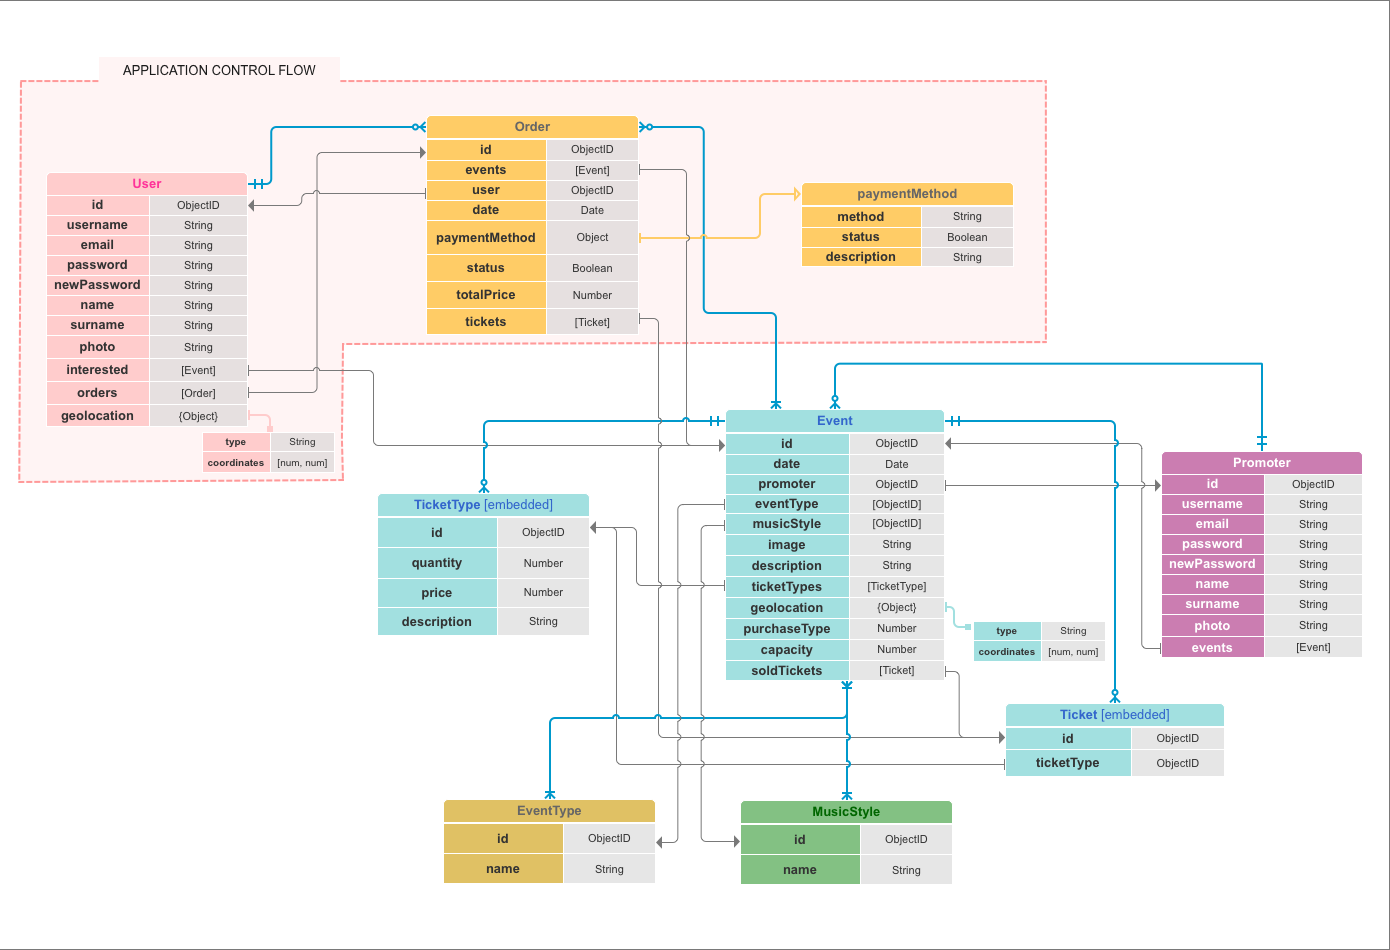 APPLICATION CONTROL FLOW
Order
id ObjectID
events [Event]
user ObjectID
date Date
paymentMethod Object
status Boolean
totalPrice Number
tickets [Ticket]
User
id ObjectID
username String
email String
password String
newPassword String
name String
surname String
photo String
interested [Event]
orders [Order]
geolocation {Object}
type String
coordinates [num, num]
paymentMethod
method String
status Boolean
description String
Event
id ObjectID
date Date
promoter ObjectID
eventType [ObjectID]
musicStyle [ObjectID]
image String
description String
ticketTypes [TicketType]
geolocation {Object}
purchaseType Number
capacity Number
soldTickets [Ticket]
type String
coordinates [num, num]
Promoter
id ObjectID
username String
email String
password String
newPassword String
name String
surname String
photo String
events [Event]
TicketType [embedded]
id ObjectID
quantity Number
price Number
description String
Ticket [embedded]
id ObjectID
ticketType ObjectID
EventType
id ObjectID
name String
MusicStyle
id ObjectID
name String